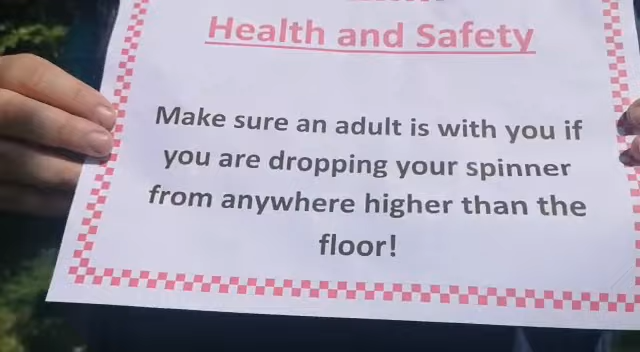 Health and Safety
Make sure an adult is with you if
you are dropping your spinner
from anywhere higher than the
floor!